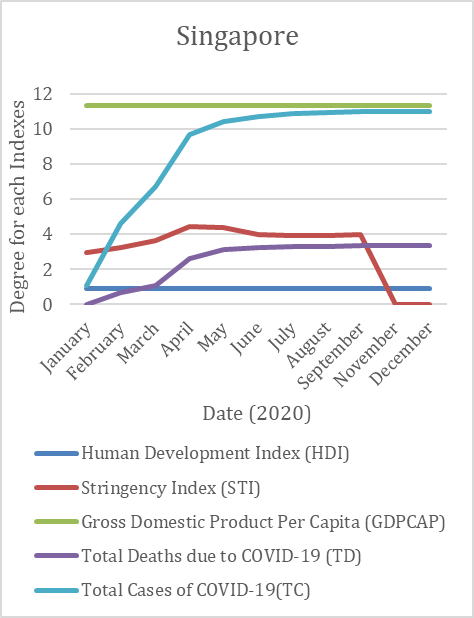 Singapore
Degree for each Indexes
12
10
8
6
4
2
0
January
February
March
April
May
June
July
August
September
November
December
Date (2020)
Human Development Index (HDI)
Stringency Index (STI)
Gross Domestic Product Per Capita (GDPCAP)
Total Deaths due to COVID-19 (TD)
Total Cases of COVID-19(TC)